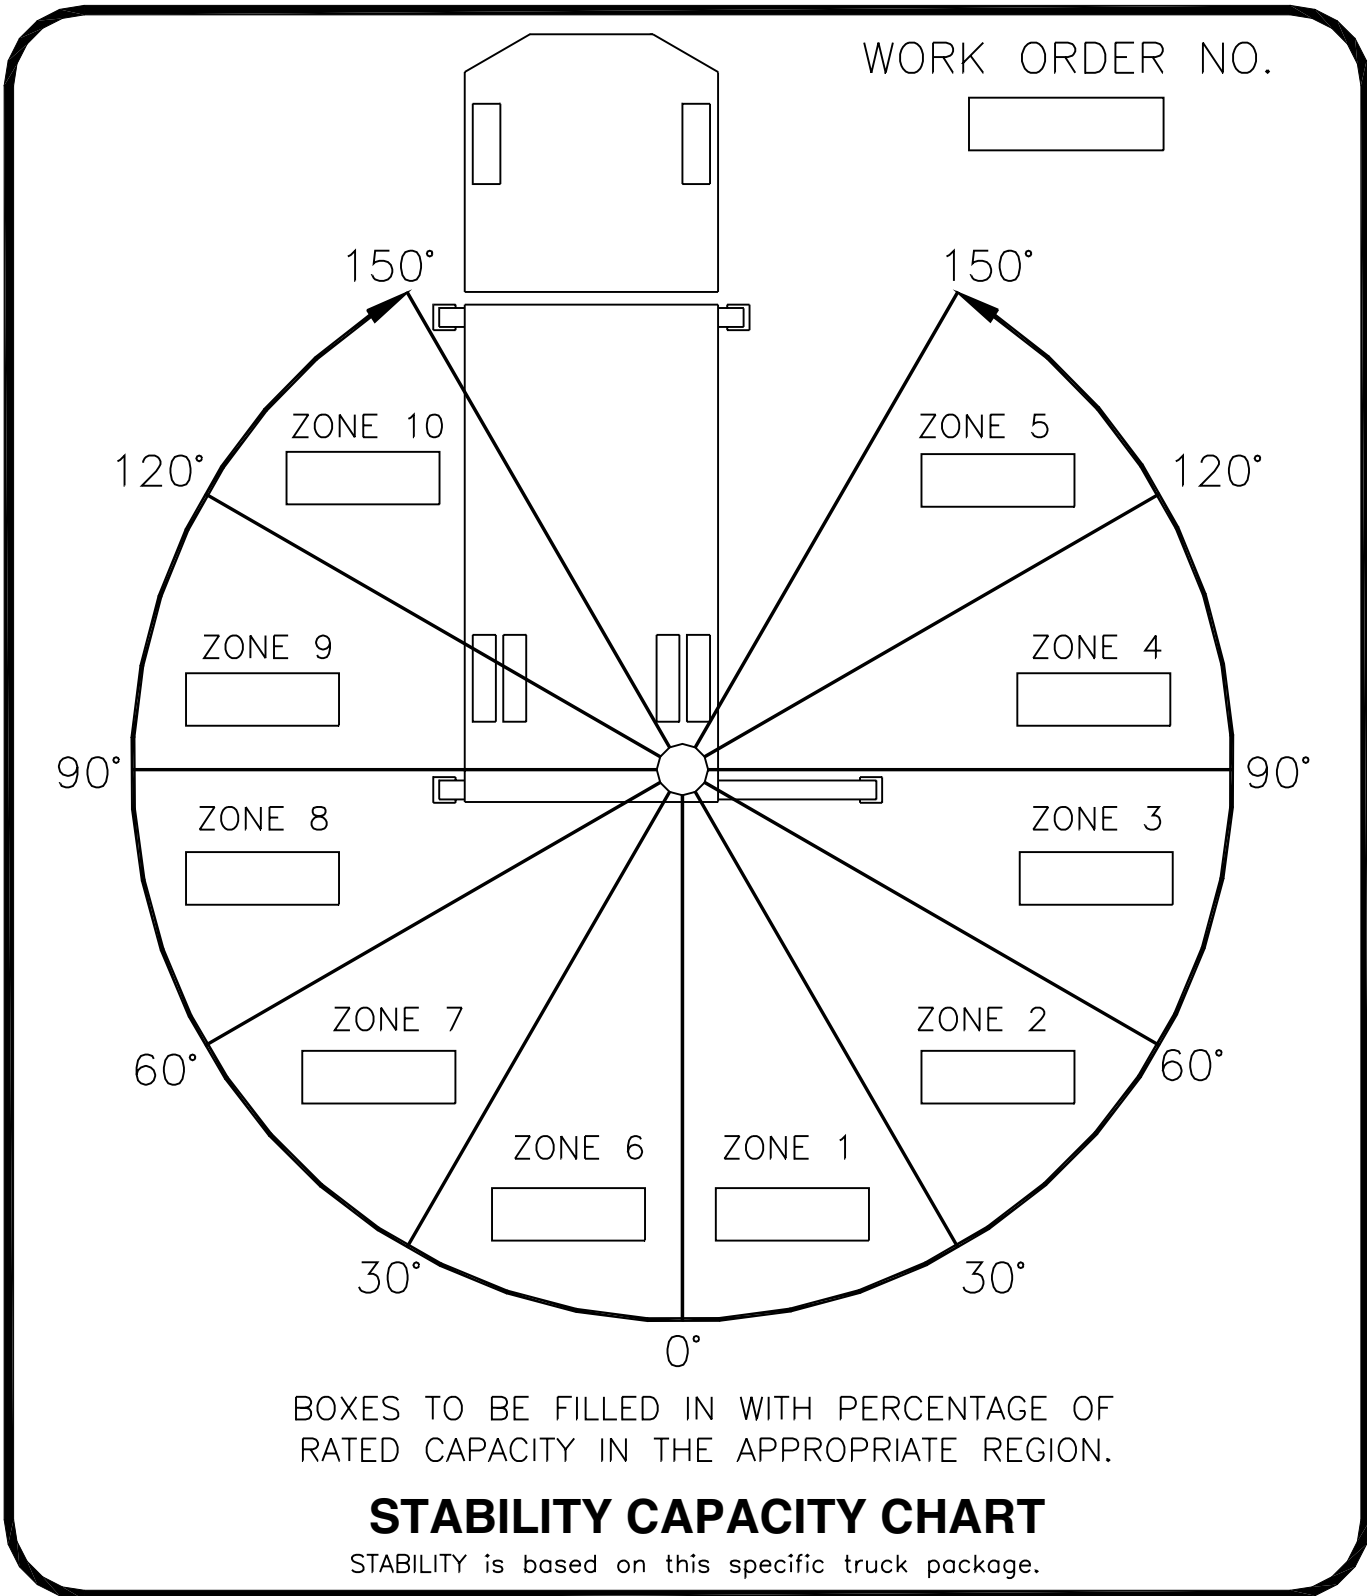 WORK ORDER NO.
150°
150°
ZONE 10
ZONE 5
120°
120°
ZONE 9
ZONE 4
90°
90°
ZONE 8
ZONE 3
ZONE 7
ZONE 2
60°
60°
ZONE 6
ZONE 1
30°
30°
0°
BOXES TO BE FILLED IN WITH PERCENTAGE OF
RATED CAPACITY IN THE APPROPRIATE REGION.
STABILITY CAPACITY CHART
STABILITY is based on this specific truck package.